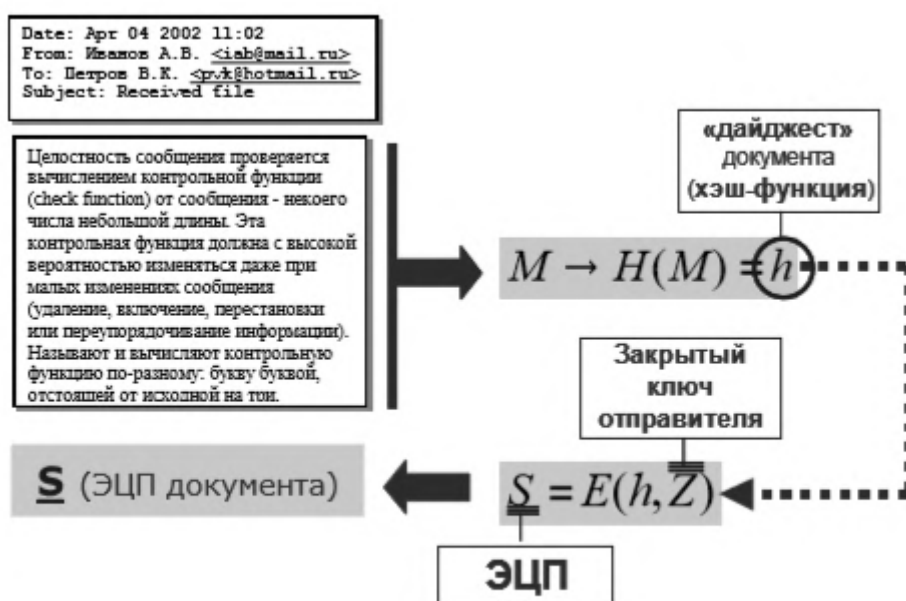 Date: Apr 04 2002 11:02
From: Иванов А.В. <iab@mail.ru>
To: Петров В.К. <pvk@hotmail.ru>
Subject: Received file
Целостность сообщения проверяется
вычислением контрольной функции
(check function) от сообщения - некоего
числа небольшой длины. Эта
контрольная функция должна с высокой
вероятностью изменяться даже при
малых изменениях сообщения
(удаление, включение, перестановки
или переупорядочивание информации).
Называют и вычисляют контрольную
функцию по-разному: букву буквой,
отстоящей от исходной на три.
«дайджест»
документа
(хэш-функция)
M → H(M) = h
Закрытый
ключ
отправителя
S = E(h, Z)
S (ЭЦП документа)
ЭЦП